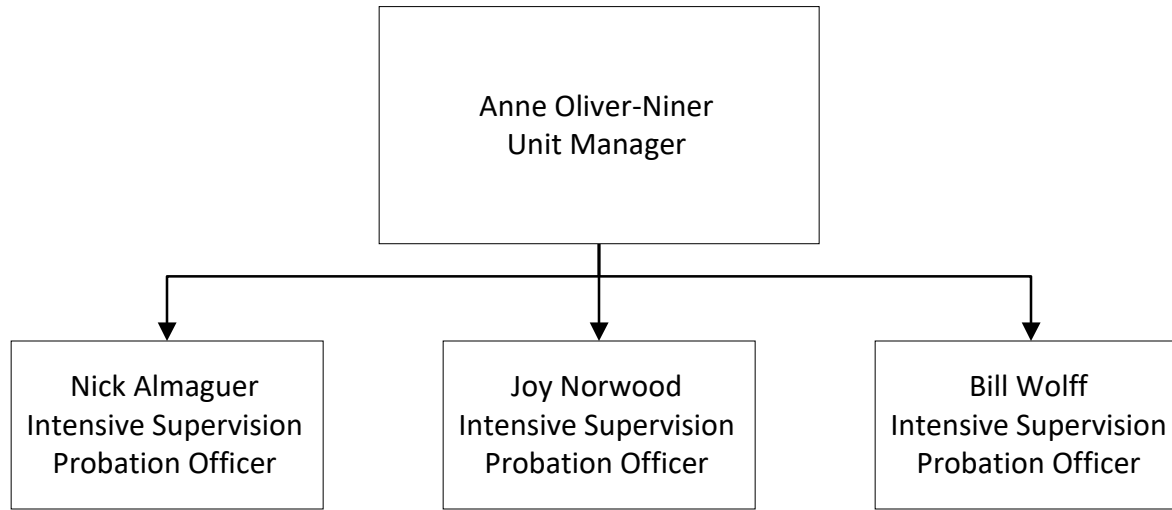 Anne Oliver-Niner
Unit Manager
Nick Almaguer
Intensive Supervision
Probation Officer
Joy Norwood
Intensive Supervision
Probation Officer
Bill Wolff
Intensive Supervision
Probation Officer